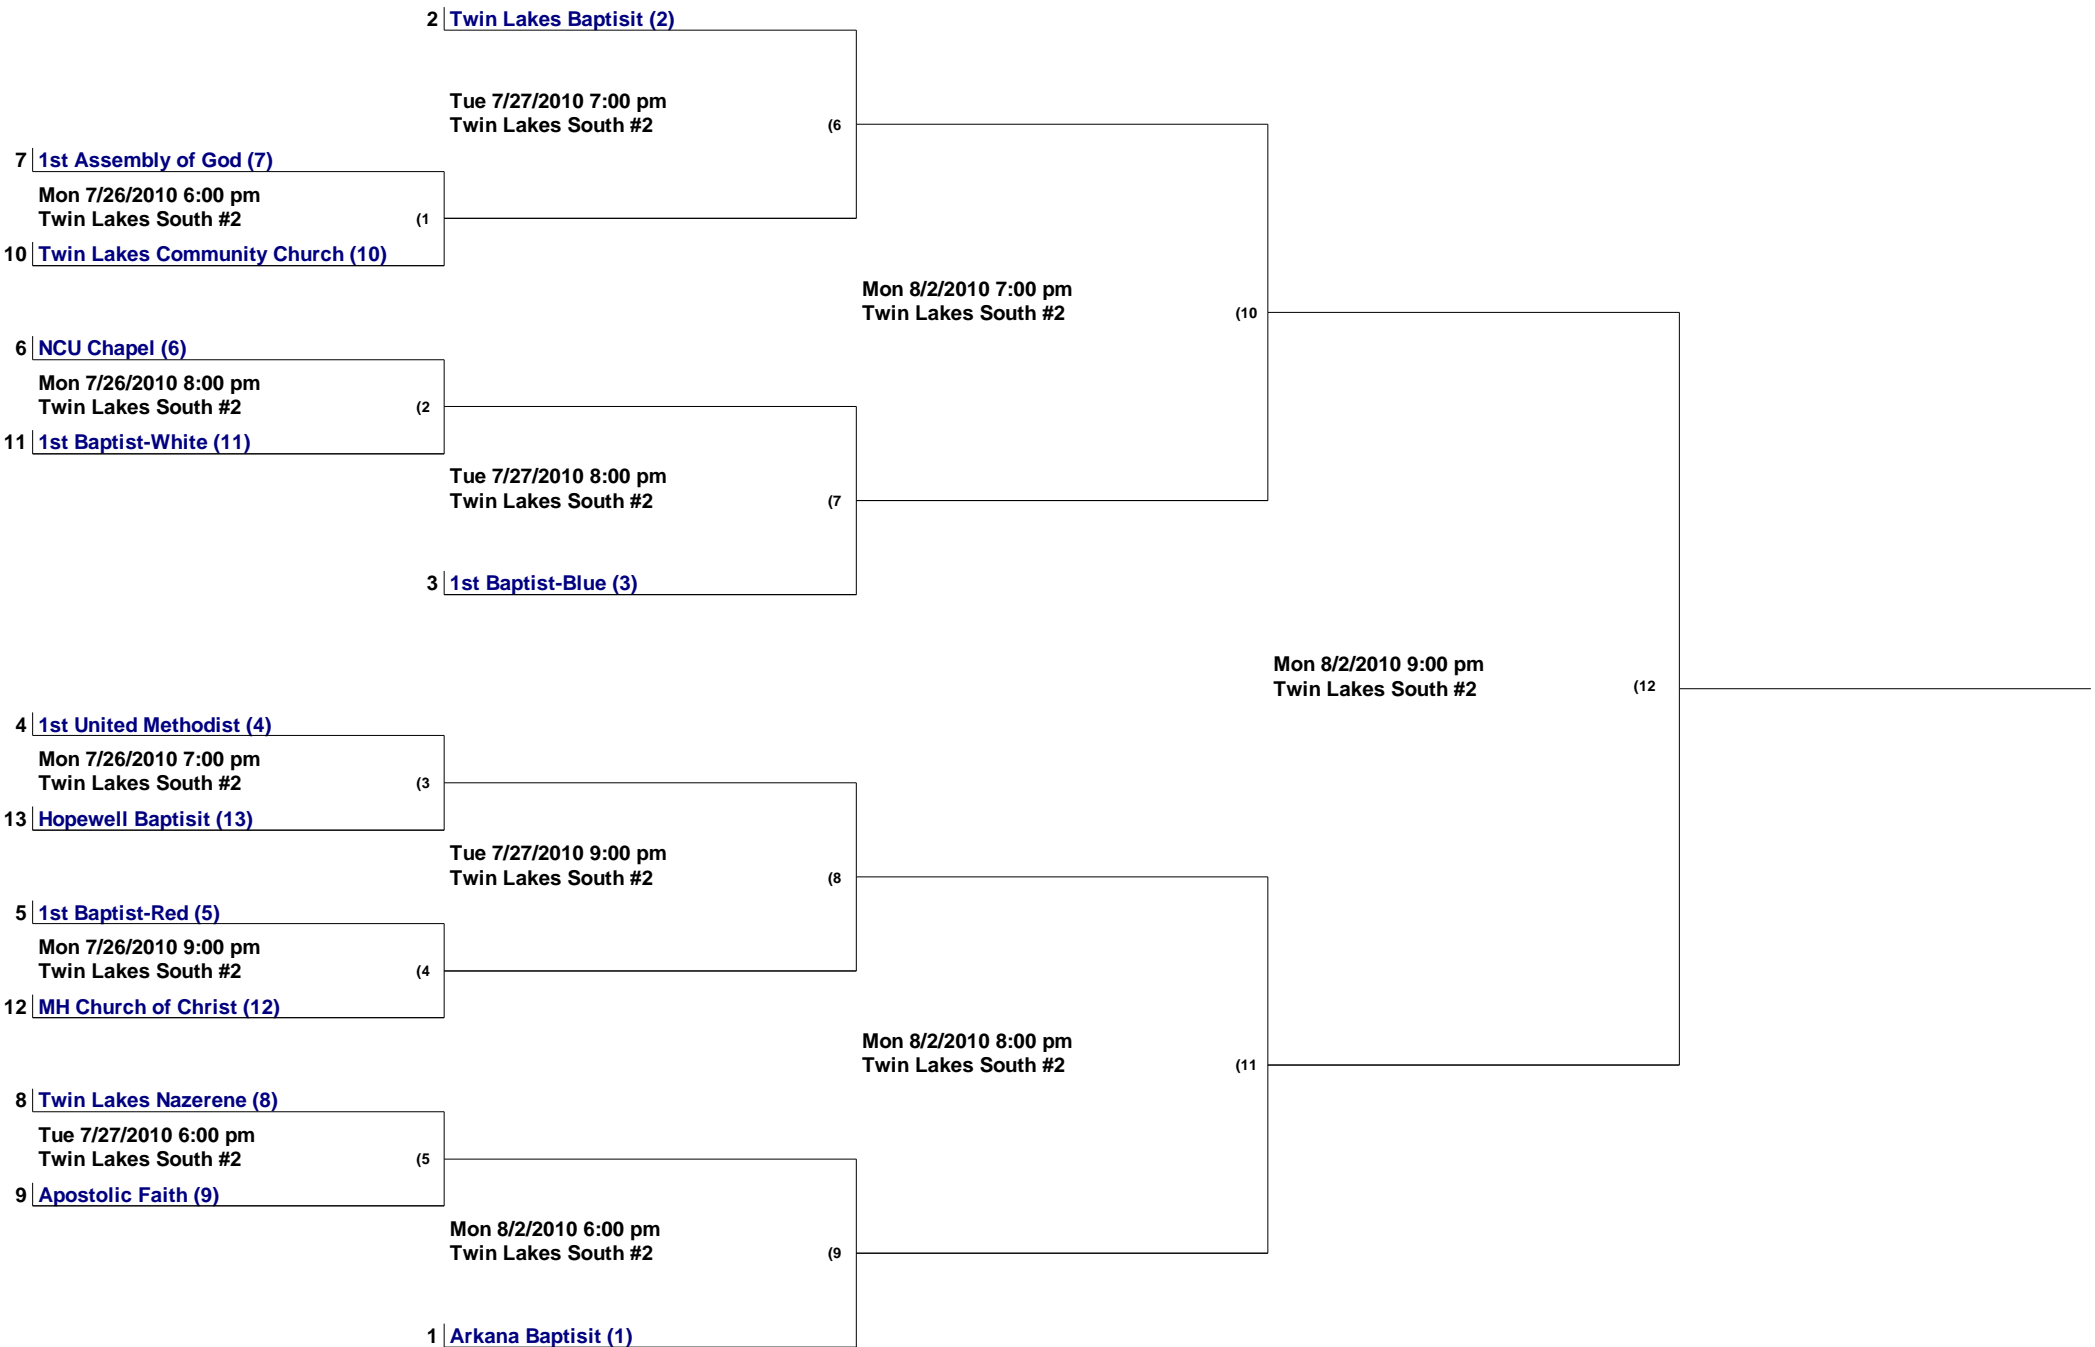 2 Twin Lakes Baptisit (2)
Tue 7/27/2010 7:00 pm
Twin Lakes South #2 (6
7 1st Assembly of God (7)
Mon 7/26/2010 6:00 pm
Twin Lakes South #2 (1
10 Twin Lakes Community Church (10)
Mon 8/2/2010 7:00 pm
Twin Lakes South #2 (10
6 NCU Chapel (6)
Mon 7/26/2010 8:00 pm
Twin Lakes South #2 (2
11 1st Baptist-White (11)
Tue 7/27/2010 8:00 pm
Twin Lakes South #2 (7
3 1st Baptist-Blue (3)
Mon 8/2/2010 9:00 pm
Twin Lakes South #2 (12
4 1st United Methodist (4)
Mon 7/26/2010 7:00 pm
Twin Lakes South #2 (3
13 Hopewell Baptisit (13)
Tue 7/27/2010 9:00 pm
Twin Lakes South #2 (8
5 1st Baptist-Red (5)
Mon 7/26/2010 9:00 pm
Twin Lakes South #2 (4
12 MH Church of Christ (12)
Mon 8/2/2010 8:00 pm
Twin Lakes South #2 (11
8 Twin Lakes Nazerene (8)
Tue 7/27/2010 6:00 pm
Twin Lakes South #2 (5
9 Apostolic Faith (9)
Mon 8/2/2010 6:00 pm
Twin Lakes South #2 (9
1 Arkana Baptisit (1)